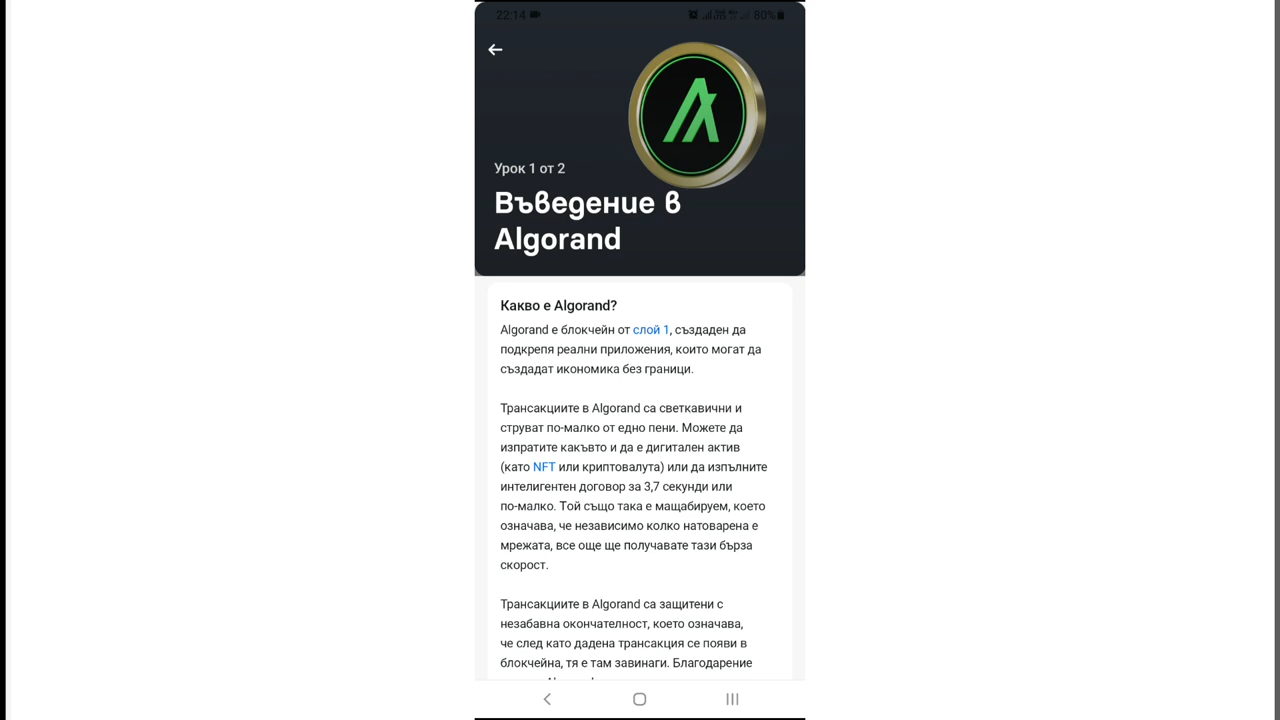 22:14
80%
Урок 1 от 2
Въведение в
Algorand
Какво е Algorand?
Algorand е блокчейн от слой 1, създаден да
подкрепя реални приложения, които могат да
създадат икономика без граници.
Трансакциите в Algorand са светкавични и
струват по-малко от едно пени. Можете да
изпратите какъвто и да е дигитален актив
(като NFT или криптовалута) или да изпълните
интелигентен договор за 3,7 секунди или
по-малко. Той също така е мащабируем, което
означава, че независимо колко натоварена е
мрежата, все още ще получавате тази бърза
скорост.
Трансакциите в Algorand са защитени с
незабавна окончателност, което означава,
че след като дадена трансакция се появи в
блокчейна, тя е там завинаги. Благодарение